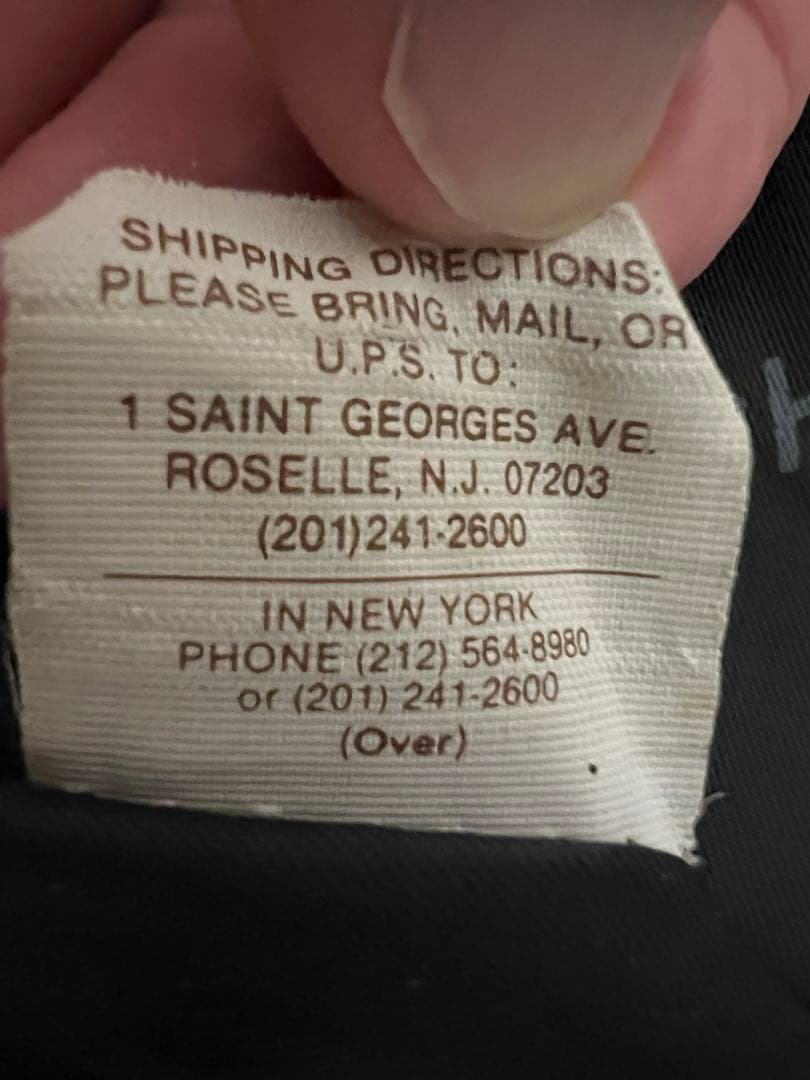 SHIPPING DIRECTIONS:
PLEASE BRING, MAIL, OR
U.P.S. TO:
1 SAINT GEORGES AVE.
ROSELLE, N.J. 07203
(201)241-2600
IN NEW YORK
PHONE (212) 564-8980
or (201) 241-2600
(Over)